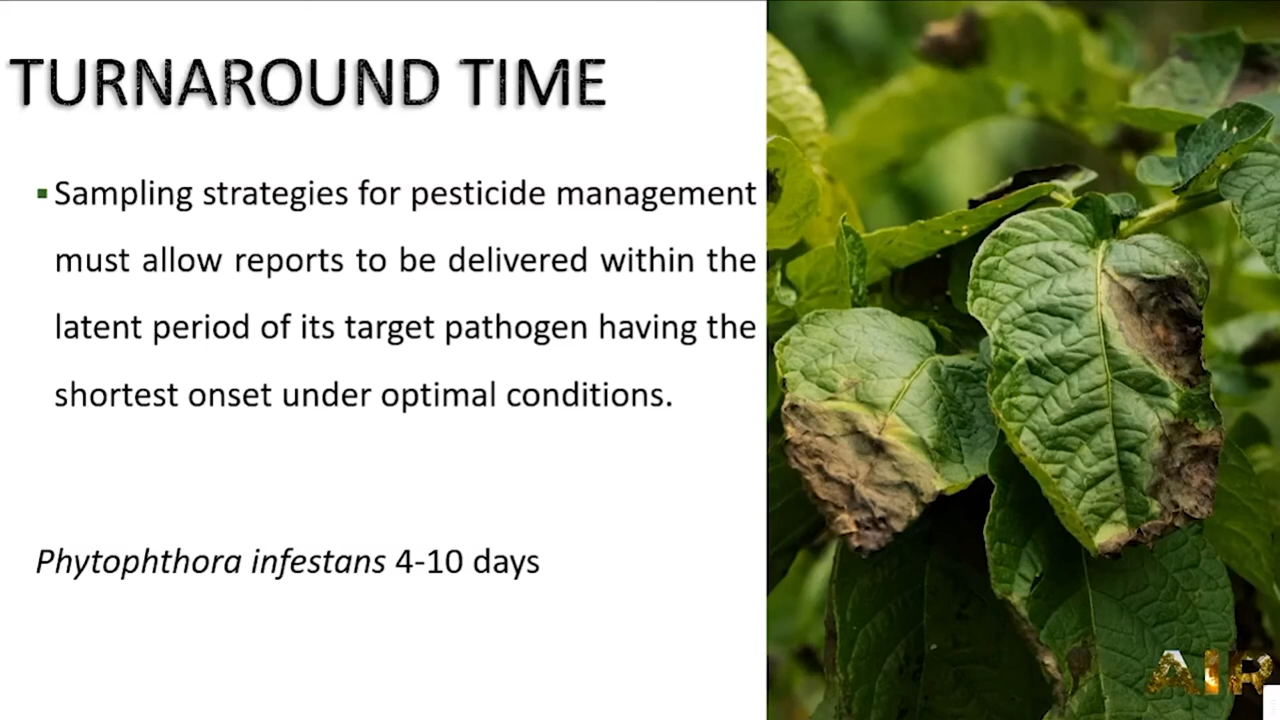 TURNAROUND TIME
▪ Sampling strategies for pesticide management
must allow reports to be delivered within the
latent period of its target pathogen having the
shortest onset under optimal conditions.
Phytophthora infestans 4-10 days
AIR